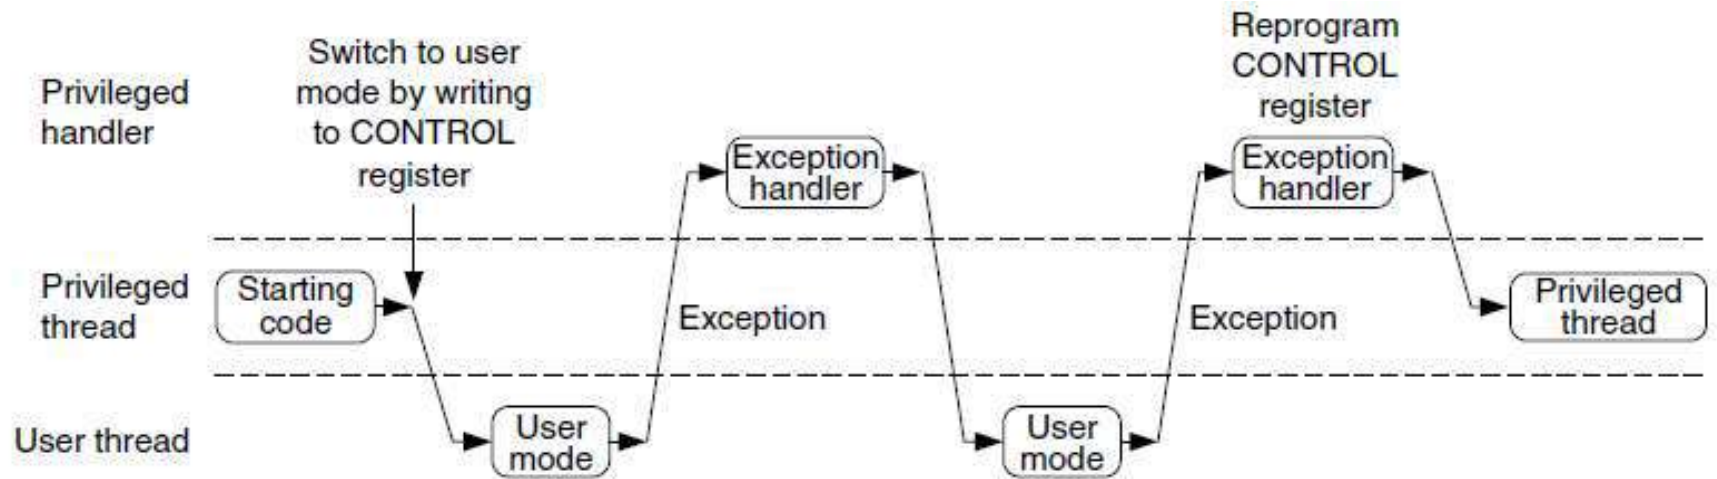 Privileged
handler
Switch to user
mode by writing
to CONTROL
register
Exception
handler
Reprogram
CONTROL
register
Exception
handler
Privileged
thread
Starting
code
Exception
Exception
Privileged
thread
User thread
User
mode
User
mode